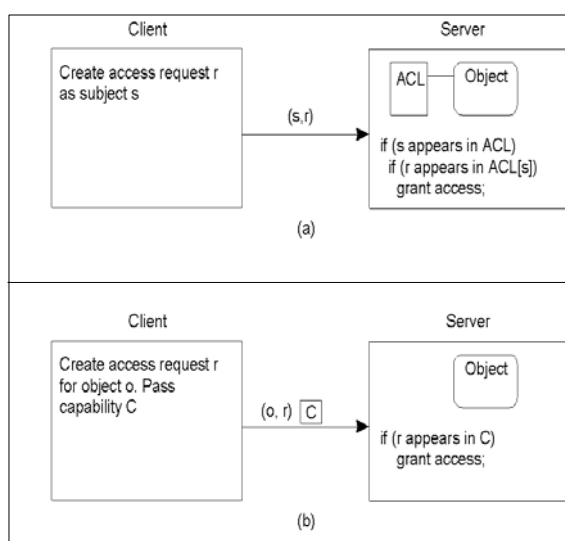 Client
Server
Create access request r
as subject s
(s,r)
ACL
Object
if (s appears in ACL)
if (r appears in ACL[s])
grant access;
(a)
Client
Server
Create access request r
for object o. Pass
capability C
(o, r) C
Object
if (r appears in C)
grant access;
(b)